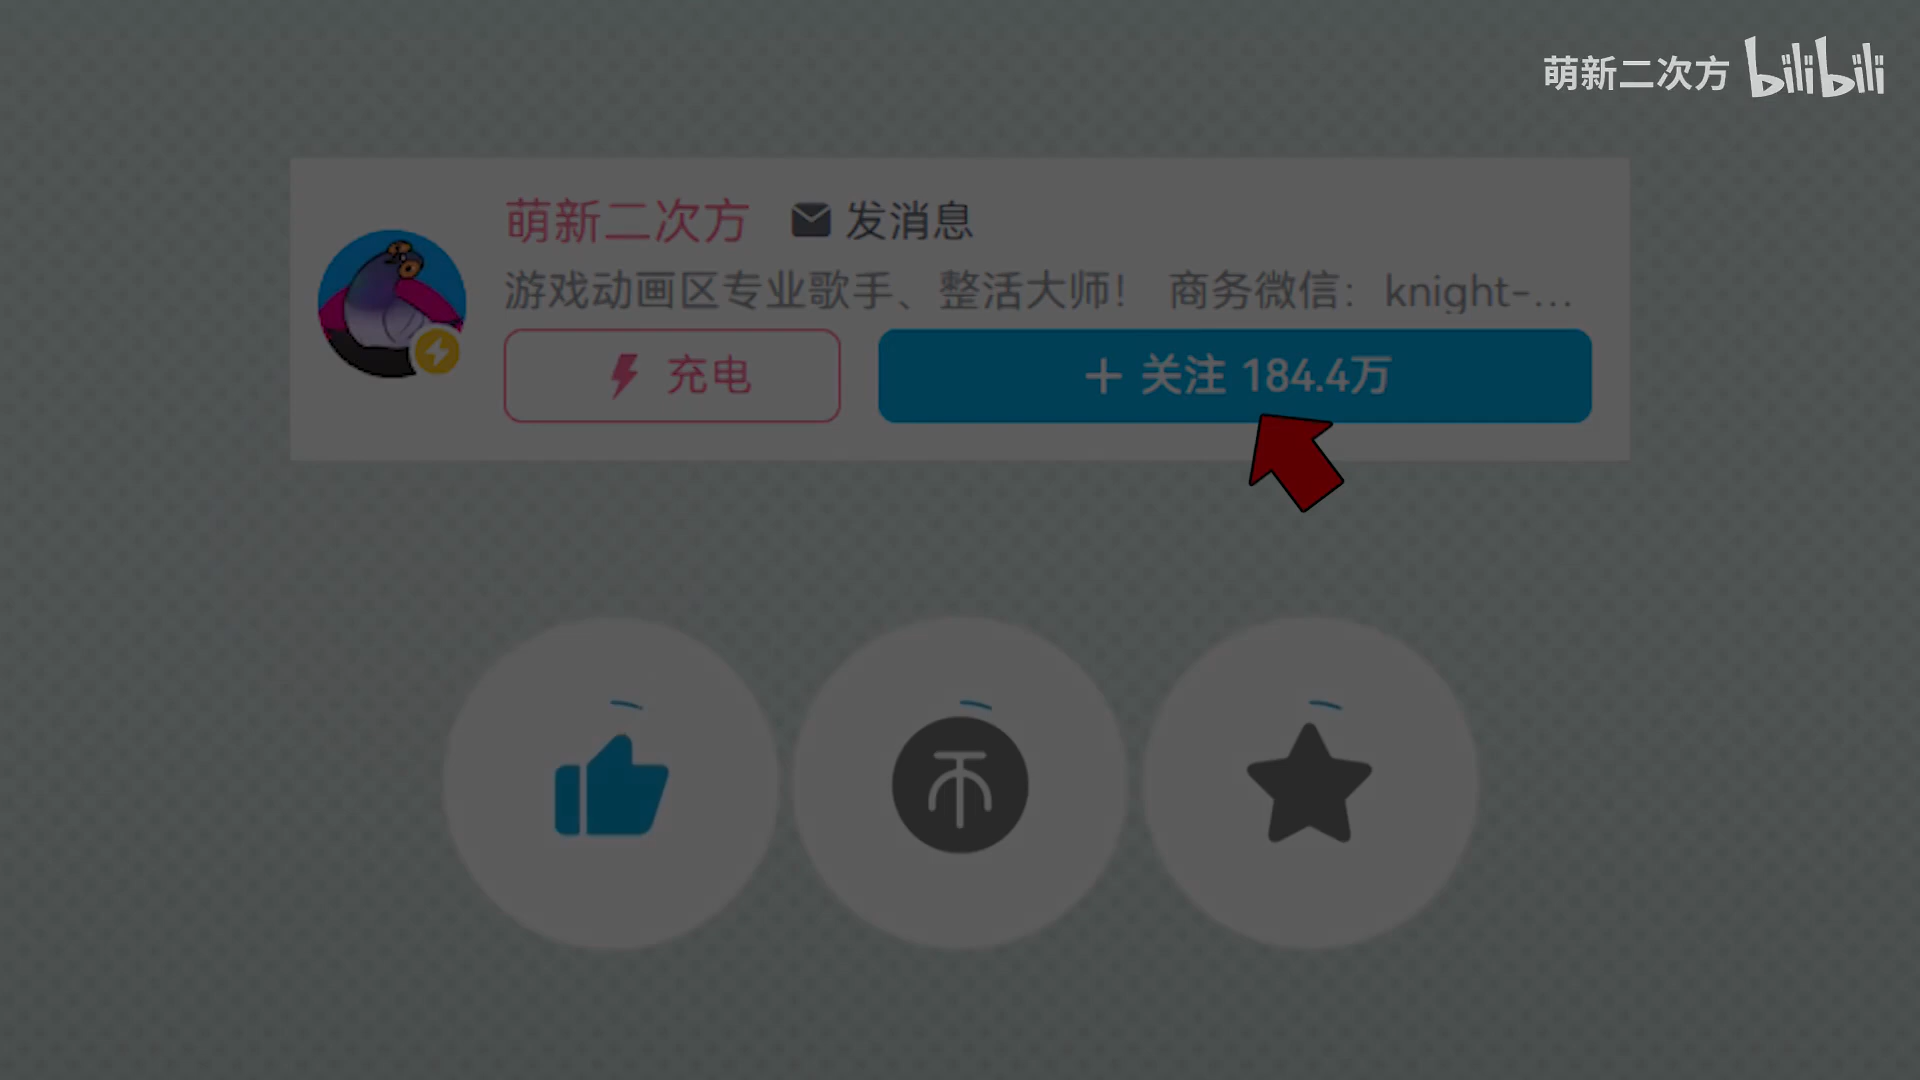 萌新二次方 bilibili
萌新二次方 发消息
游戏动画区专业歌手、整活大师！ 商务微信：knight-...
充电
+ 关注 184.4万